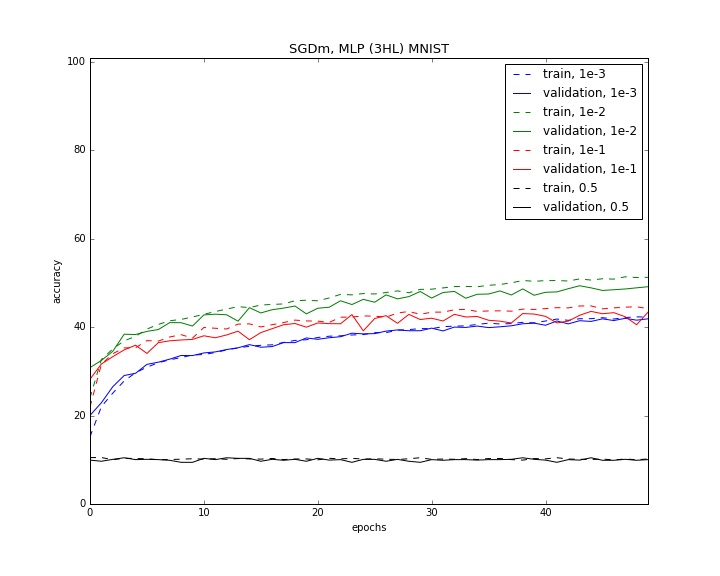 SGDm, MLP (3HL) MNIST
100
80
60
40
20
0
accuracy
train, 1e-3
validation, 1e-3
train, 1e-2
validation, 1e-2
train, 1e-1
validation, 1e-1
train, 0.5
validation, 0.5
0 10 20 30 40
epochs